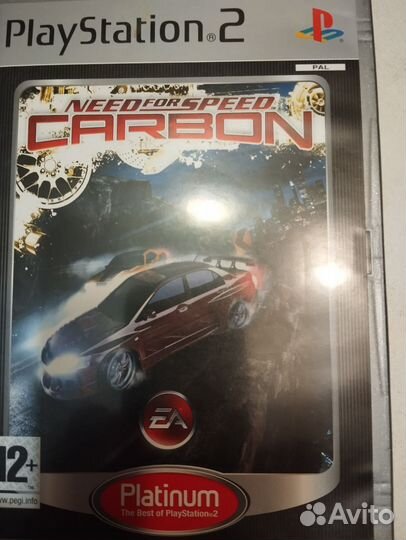 PlayStation®2
PAL
NEED FOR SPEED
CARBON
EA
12+
www.pegi.info
Platinum
The Best of PlayStation®2
Avito